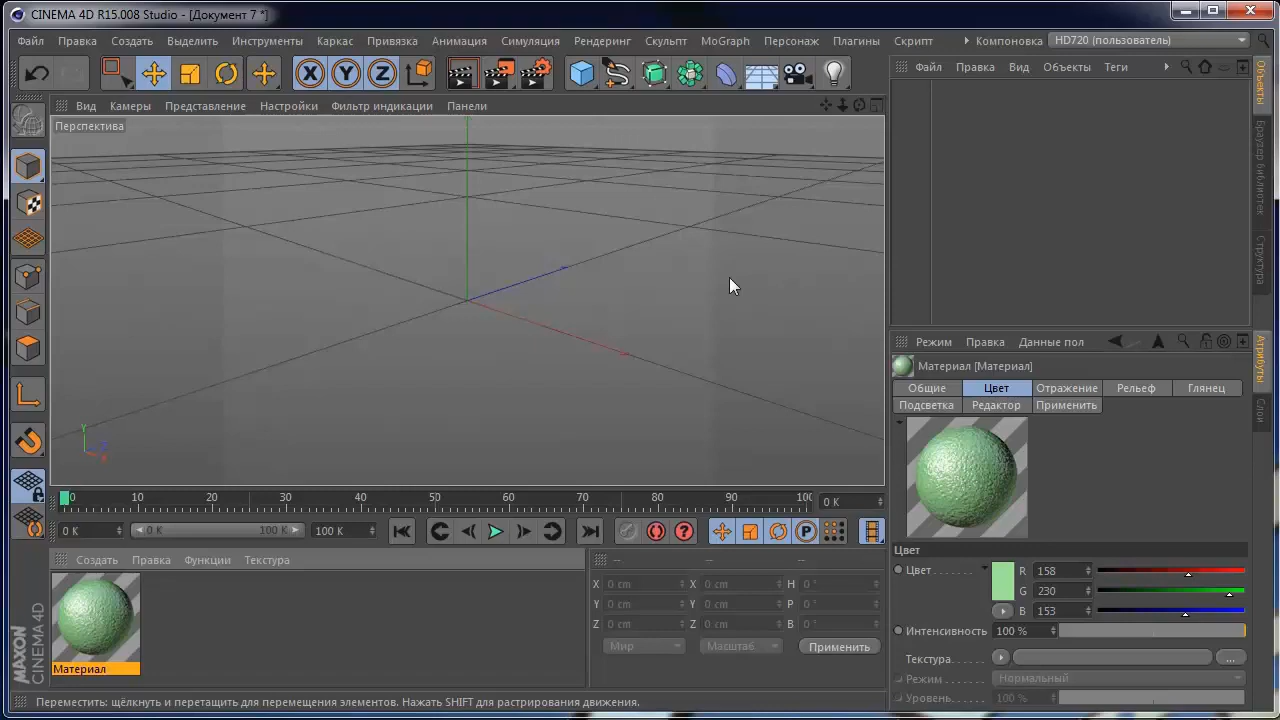 CINEMA 4D R15.008 Studio - [Документ 7 *]
Файл Правка Создать Выделить Инструменты Каркас Привязка Анимация Симуляция Рендеринг Скульпт MoGraph Персонаж Плагины Скрипт Компоновка HD720 (пользователь)
X Y Z
Файл Правка Вид Объекты Теги
Вид Камеры Представление Настройки Фильтр индикации Панели
Перспектива
Объекты
Браузер библиотек
Структура
Y
Z
X
Режим Правка Данные пол
Атрибуты
Слои
Материал [Материал]
Общие Цвет Отражение Рельеф Глянец
Подсветка Редактор Применить
0 10 20 30 40 50 60 70 80 90 100 0 K
0 K 0 K 100 K 100 K P
Создать Правка Функции Текстура
-- -- --
X 0 cm X 0 cm H 0 °
Y 0 cm Y 0 cm P 0 °
Z 0 cm Z 0 cm B 0 °
Мир Масштаб Применить
Материал
MAXON
CINEMA 4D
Цвет
Цвет R 158
G 230
B 153
Интенсивность 100 %
Текстура ...
Режим Нормальный
Уровень 100 %
Переместить: щёлкнуть и перетащить для перемещения элементов. Нажать SHIFT для растрирования движения.